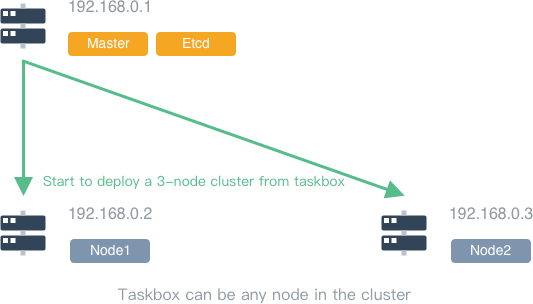 192.168.0.1
Master Etcd
Start to deploy a 3-node cluster from taskbox
192.168.0.2 192.168.0.3
Node1 Node2
Taskbox can be any node in the cluster